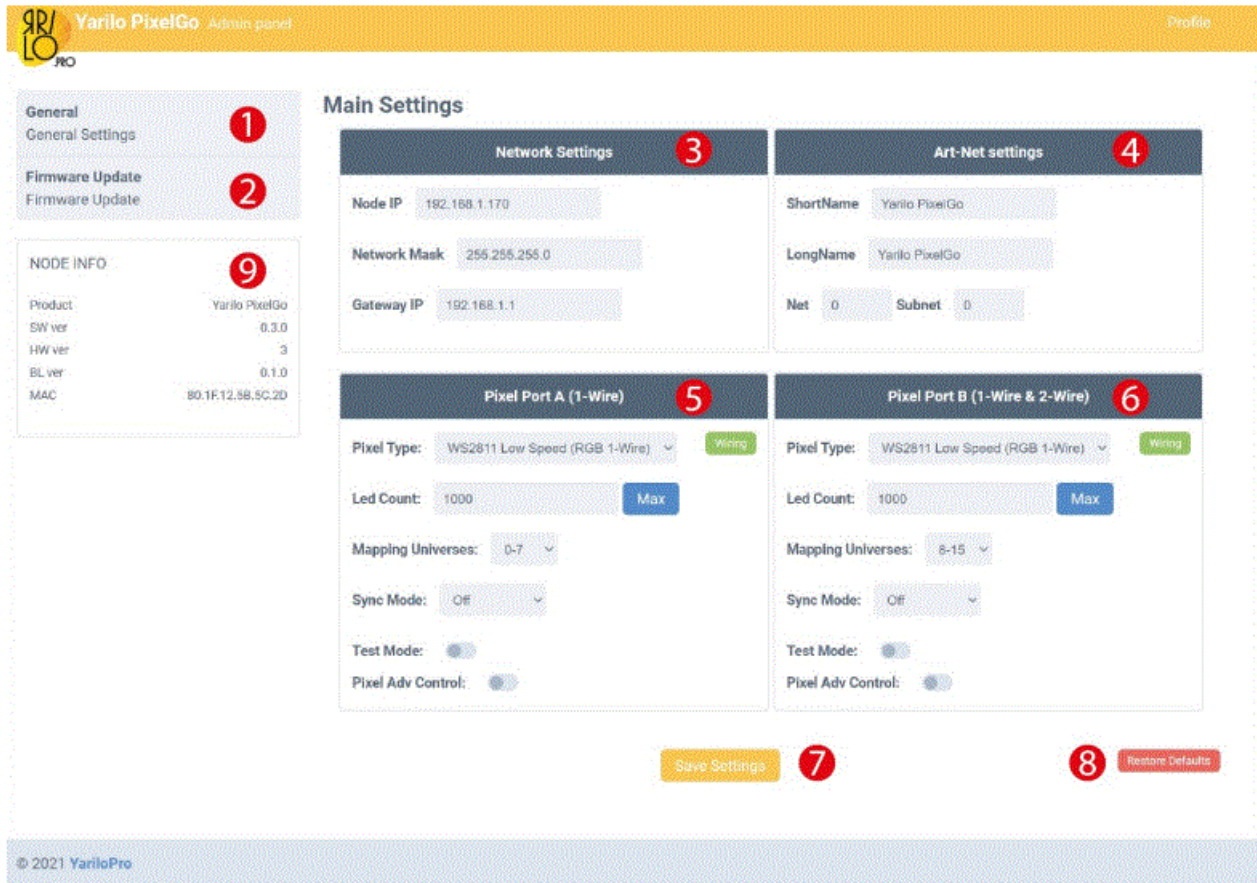 ЯRI
LO
.PRO
Yarilo PixelGo Admin panel
Profile
General
General Settings
1
Firmware Update
Firmware Update
2
NODE INFO
9
Product Yarilo PixelGo
SW ver 0.3.0
HW ver 3
BL ver 0.1.0
MAC 80.1F.12.5B.5C.2D
Main Settings
Network Settings
3
Node IP 192.168.1.170
Network Mask 255.255.255.0
Gateway IP 192.168.1.1
Art-Net settings
4
ShortName Yarilo PixelGo
LongName Yarilo PixelGo
Net 0 Subnet 0
Pixel Port A (1-Wire)
5
Pixel Type: WS2811 Low Speed (RGB 1-Wire) Wiring
Led Count: 1000 Max
Mapping Universes: 0-7
Sync Mode: Off
Test Mode:
Pixel Adv Control:
Pixel Port B (1-Wire & 2-Wire)
6
Pixel Type: WS2811 Low Speed (RGB 1-Wire) Wiring
Led Count: 1000 Max
Mapping Universes: 8-15
Sync Mode: Off
Test Mode:
Pixel Adv Control:
Save Settings
7
8
Restore Defaults
© 2021 YariloPro